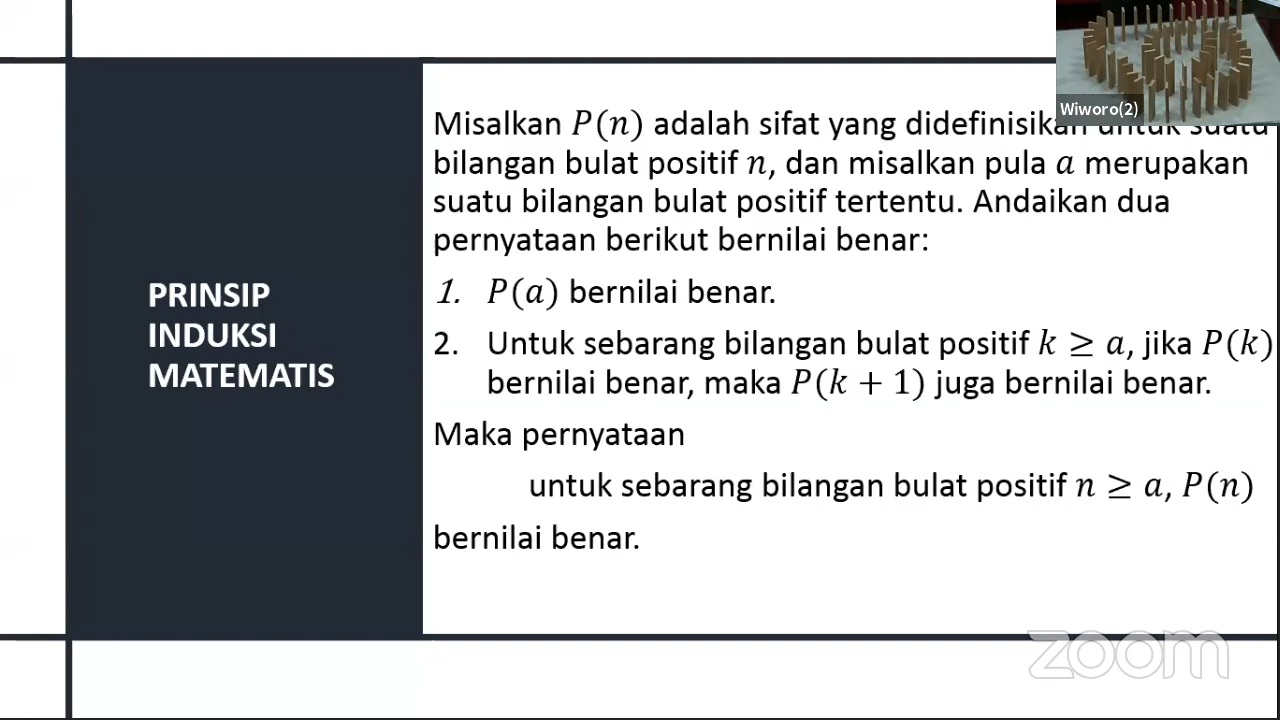 Wiworo(2)
Misalkan P(n) adalah sifat yang didefinisikan untuk suatu
bilangan bulat positif n, dan misalkan pula a merupakan
suatu bilangan bulat positif tertentu. Andaikan dua
pernyataan berikut bernilai benar:
1. P(a) bernilai benar.
PRINSIP
INDUKSI
MATEMATIS
2. Untuk sebarang bilangan bulat positif k ≥ a, jika P(k)
bernilai benar, maka P(k + 1) juga bernilai benar.
Maka pernyataan
untuk sebarang bilangan bulat positif n ≥ a, P(n)
bernilai benar.
zoom